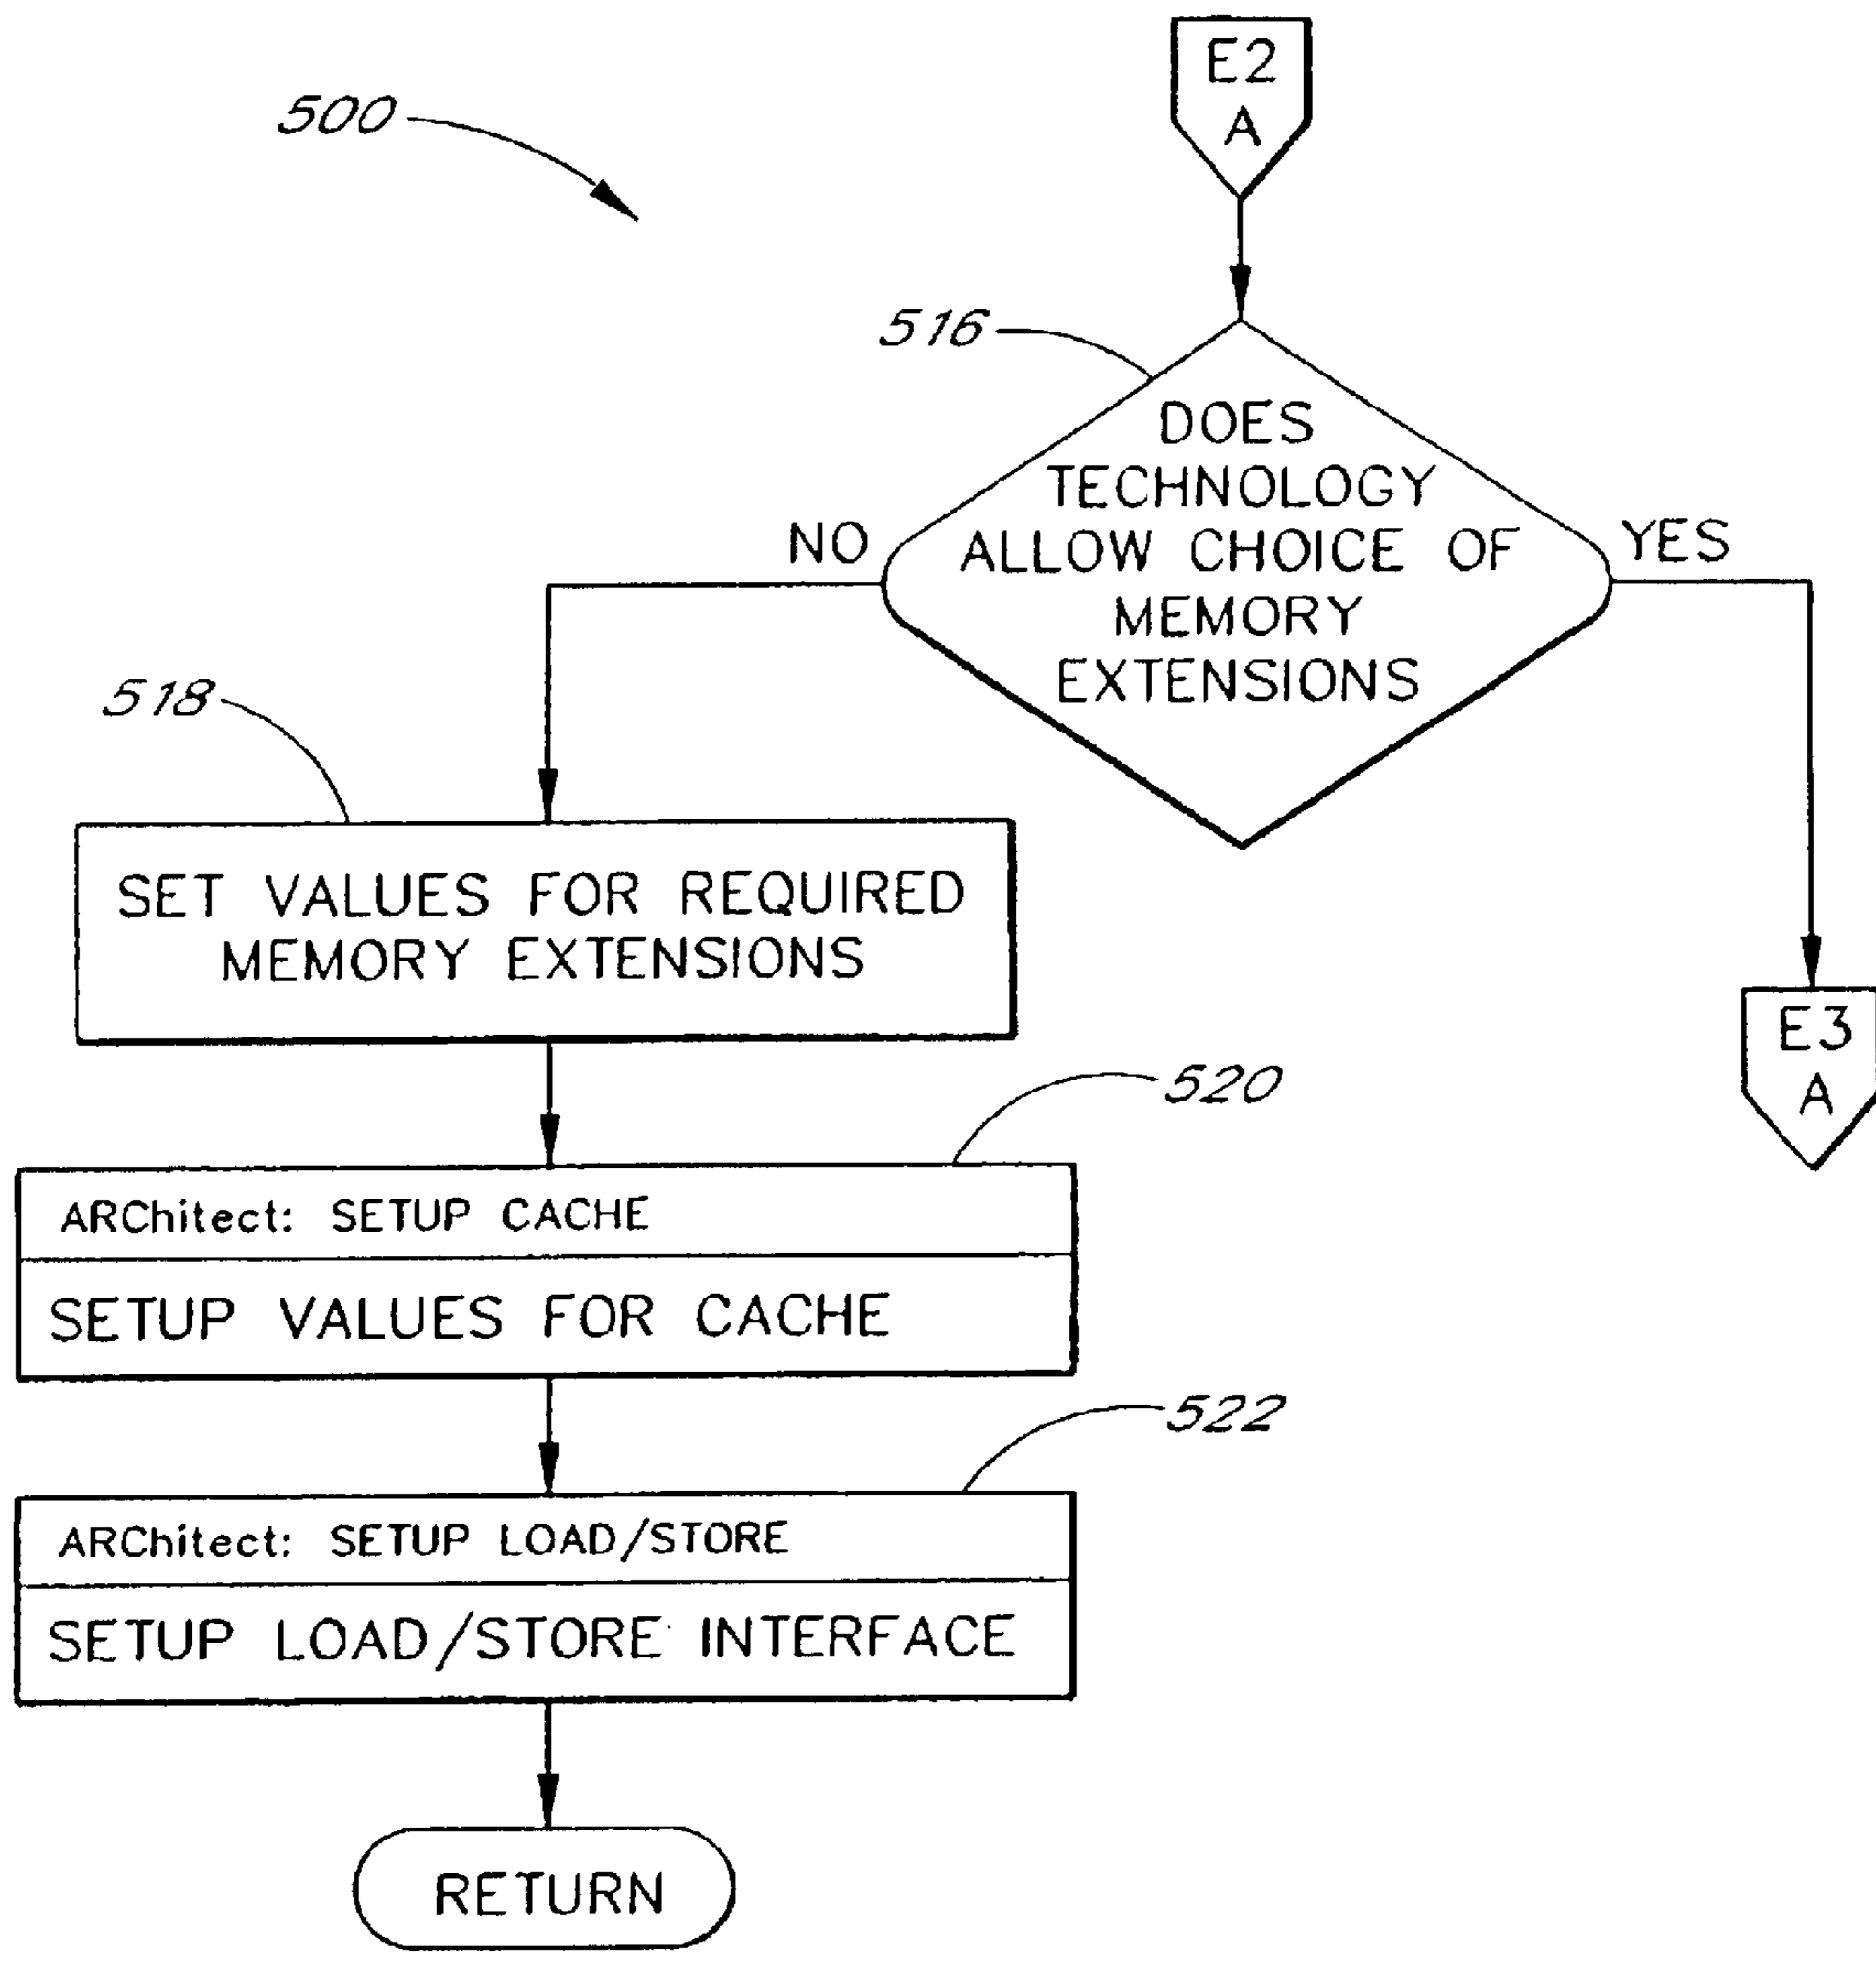 E2
A
500
516
DOES
TECHNOLOGY
ALLOW CHOICE OF
MEMORY
EXTENSIONS
NO
YES
518
SET VALUES FOR REQUIRED
MEMORY EXTENSIONS
E3
A
520
ARChitect: SETUP CACHE
SETUP VALUES FOR CACHE
522
ARChitect: SETUP LOAD/STORE
SETUP LOAD/STORE INTERFACE
RETURN